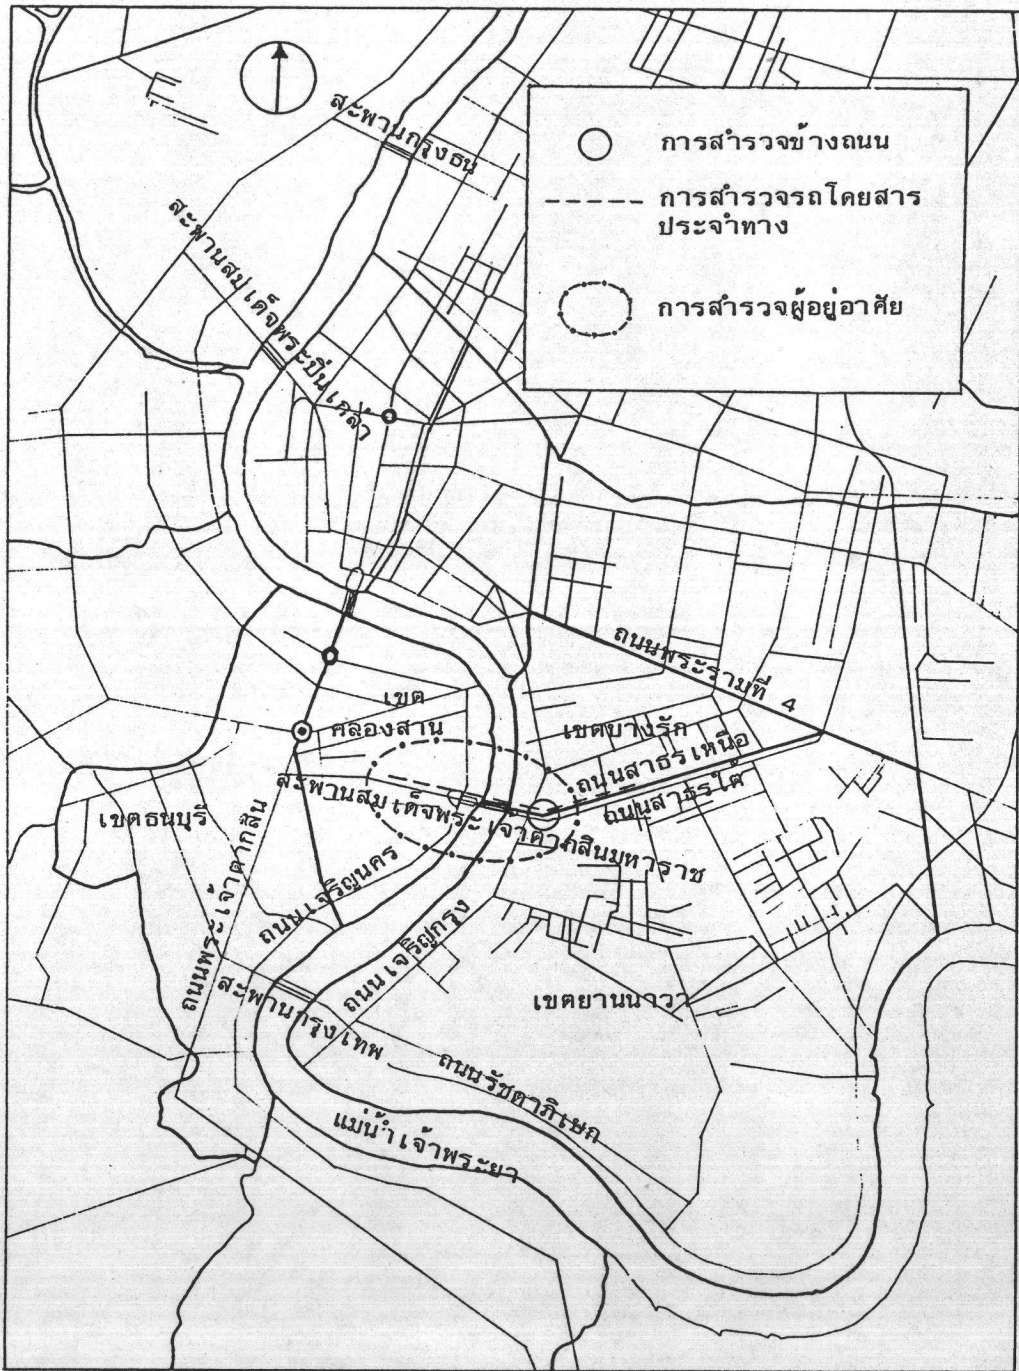 สะพานกรุงธน
การสำรวจข้างถนน
การสำรวจรถโดยสาร
ประจำทาง
การสำรวจผู้อยู่อาศัย
สะพานสมเด็จพระปิ่นเกล้า
ถนนพระรามที่ 4
เขต
คลองสาน
เขตบางรัก
ถนนสาธรเหนือ
ถนนสาธรใต้
สะพานสมเด็จพระเจ้าตากสินมหาราช
เขตธนบุรี
ถนนพระเจ้าตากสิน
ถนนเจริญนคร
ถนนเจริญกรุง
สะพานกรุงเทพ
เขตยานนาวา
ถนนรัชดาภิเษก
แม่น้ำเจ้าพระยา